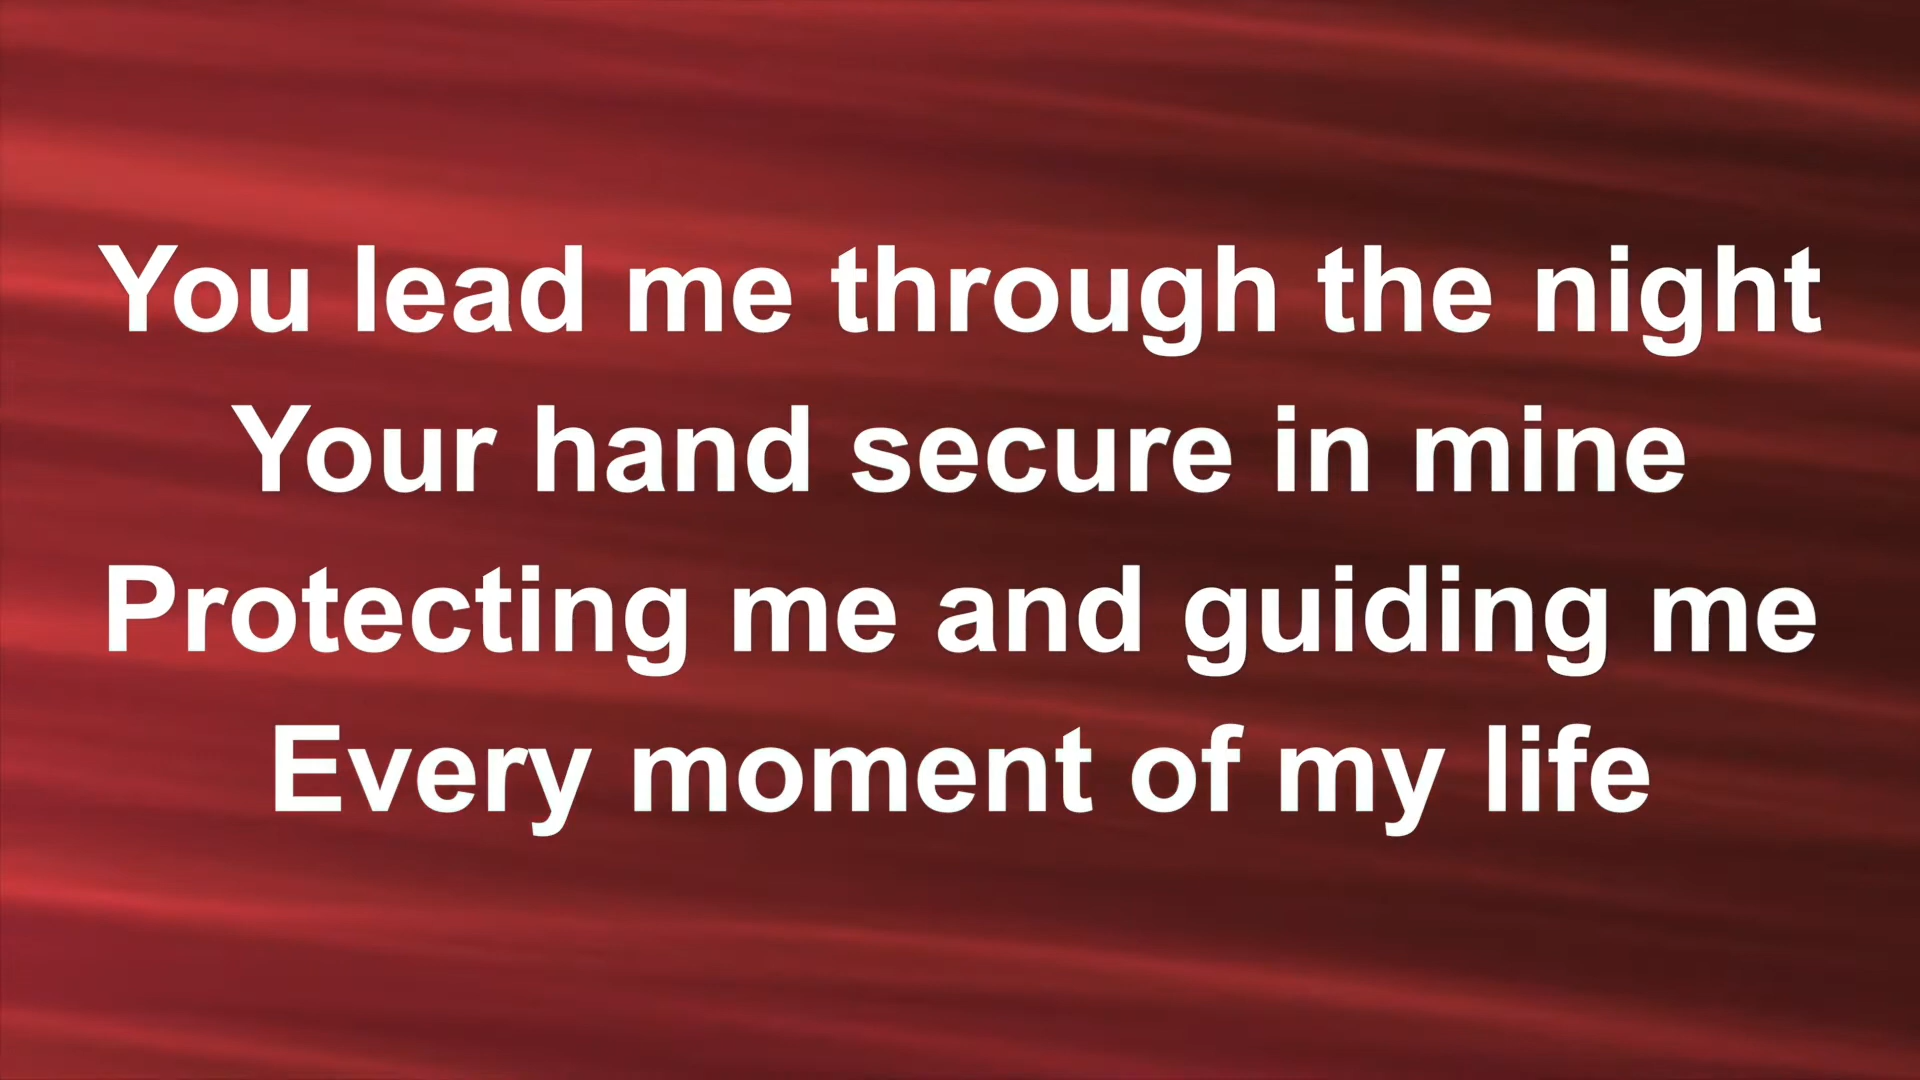 You lead me through the night
Your hand secure in mine
Protecting me and guiding me
Every moment of my life